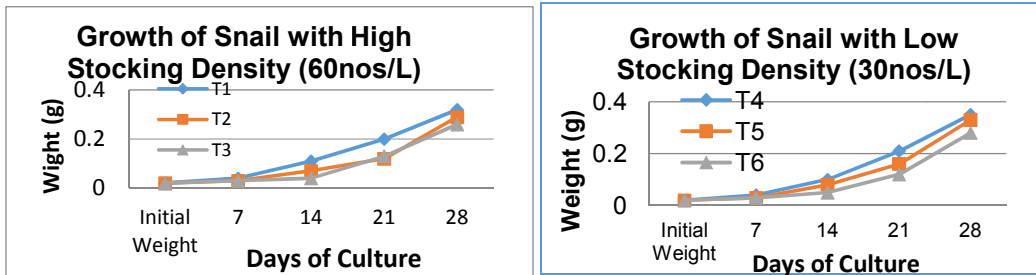 Growth of Snail with High
Stocking Density (60nos/L)
T1
T2
T3
0.4
0.2
0
Wight (g)
Initial
Weight
7
14
21
28
Days of Culture
Growth of Snail with Low
Stocking Density (30nos/L)
T4
T5
T6
0.4
0.2
0
Weight (g)
Initial
Weight
7
14
21
28
Days of Culture